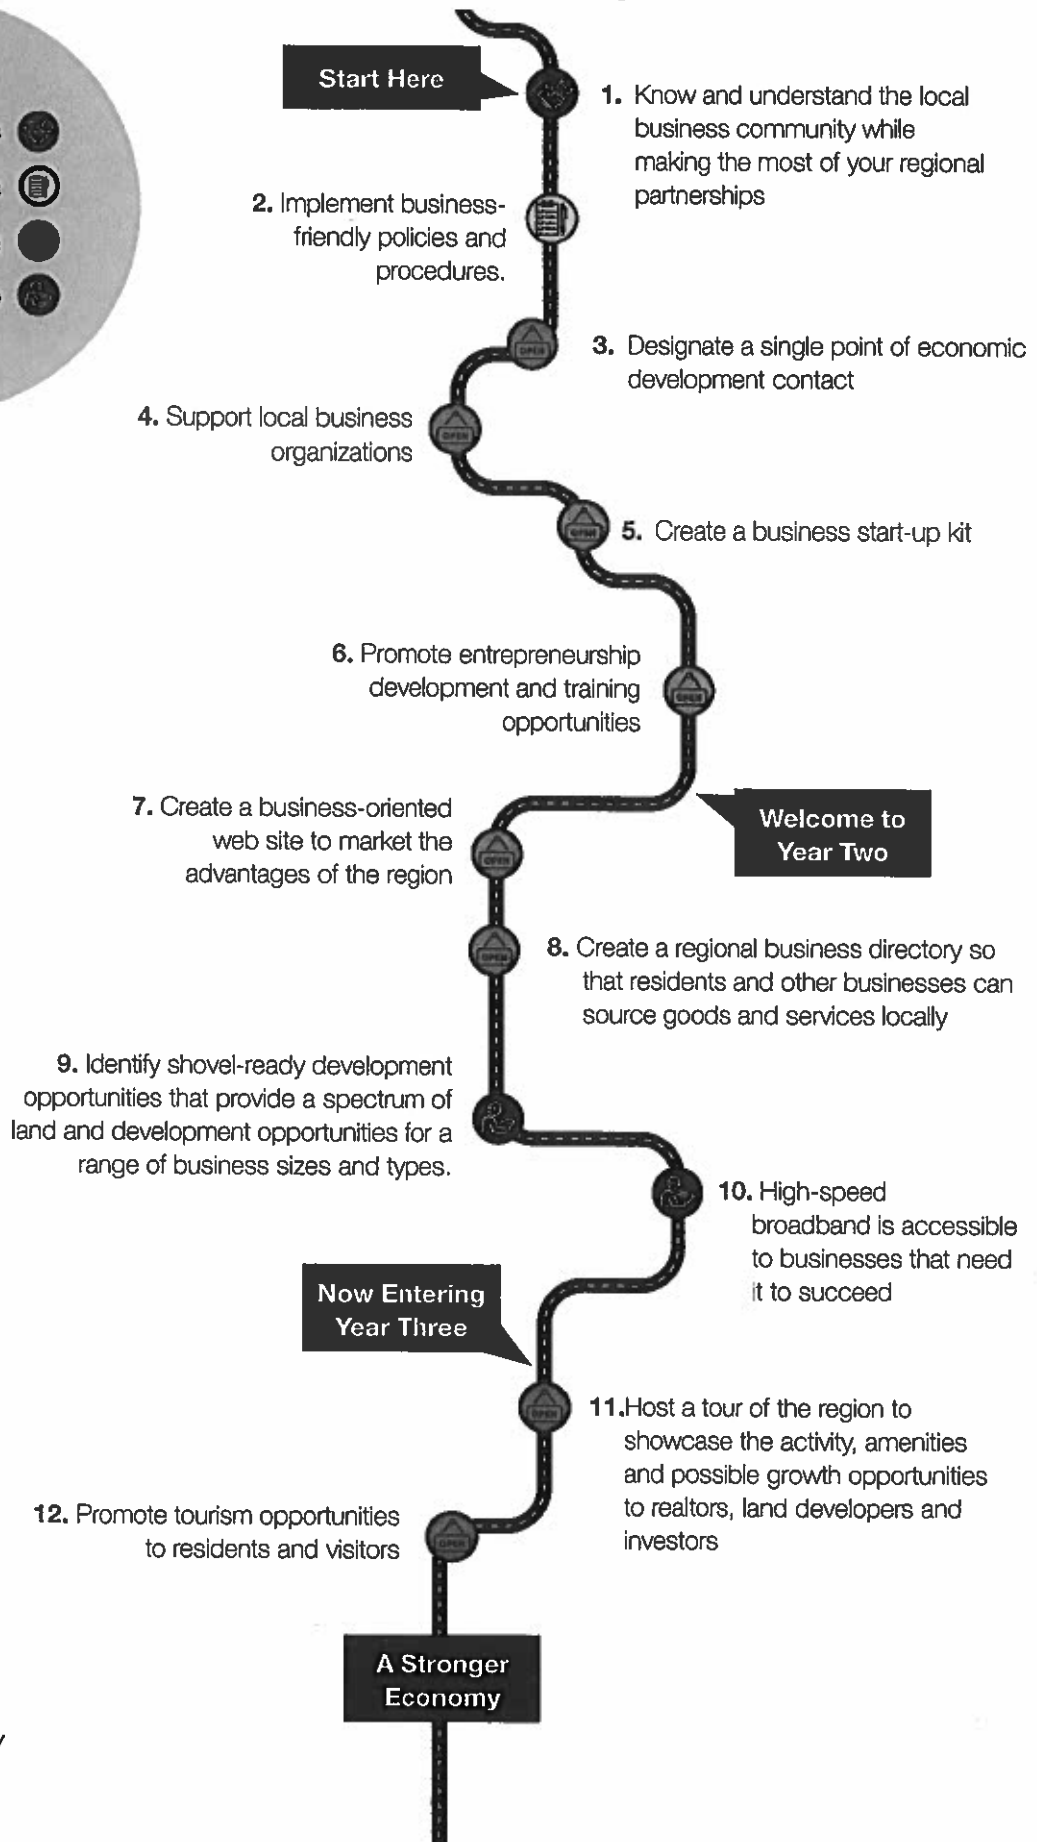 Start Here
1. Know and understand the local
business community while
making the most of your regional
partnerships
2. Implement business-
friendly policies and
procedures.
OPEN
3. Designate a single point of economic
development contact
4. Support local business
organizations
OPEN
OPEN
5. Create a business start-up kit
6. Promote entrepreneurship
development and training
opportunities
OPEN
7. Create a business-oriented
web site to market the
advantages of the region
Welcome to
Year Two
OPEN
OPEN
8. Create a regional business directory so
that residents and other businesses can
source goods and services locally
9. Identify shovel-ready development
opportunities that provide a spectrum of
land and development opportunities for a
range of business sizes and types.
10. High-speed
broadband is accessible
to businesses that need
it to succeed
Now Entering
Year Three
OPEN
11.Host a tour of the region to
showcase the activity, amenities
and possible growth opportunities
to realtors, land developers and
investors
12. Promote tourism opportunities
to residents and visitors
OPEN
A Stronger
Economy